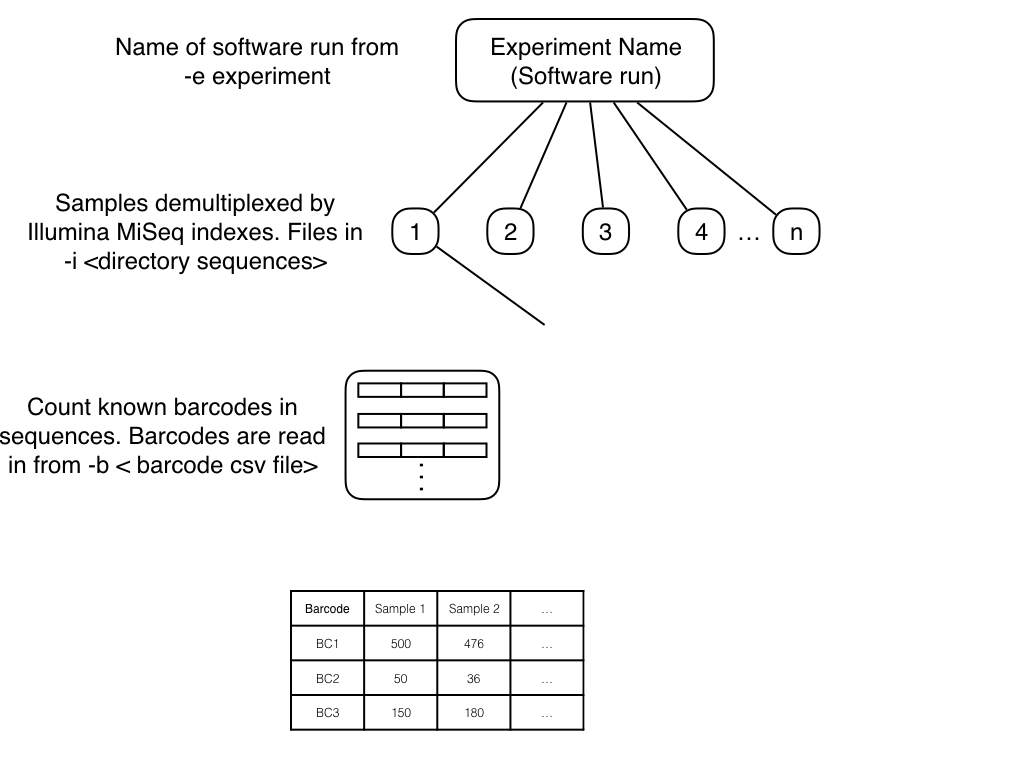 Name of software run from
-e experiment
Experiment Name
(Software run)
Samples demultiplexed by
Illumina MiSeq indexes. Files in
-i <directory sequences>
1 2 3 4 ... n
Count known barcodes in
sequences. Barcodes are read
in from -b < barcode csv file>
Barcode Sample 1 Sample 2 ...
BC1 500 476 ...
BC2 50 36 ...
BC3 150 180 ...